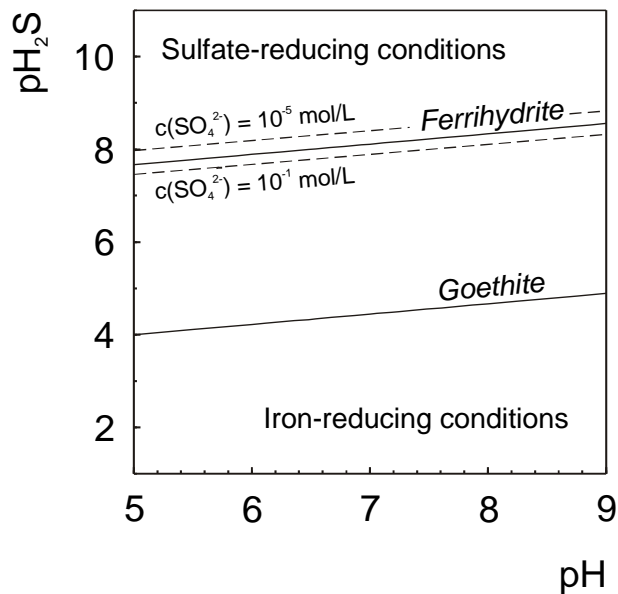 pH₂S
10
8
6
4
2
Sulfate-reducing conditions
c(SO₄²⁻) = 10⁻⁵ mol/L
Ferrihydrite
c(SO₄²⁻) = 10⁻¹ mol/L
Goethite
Iron-reducing conditions
5 6 7 8 9
pH